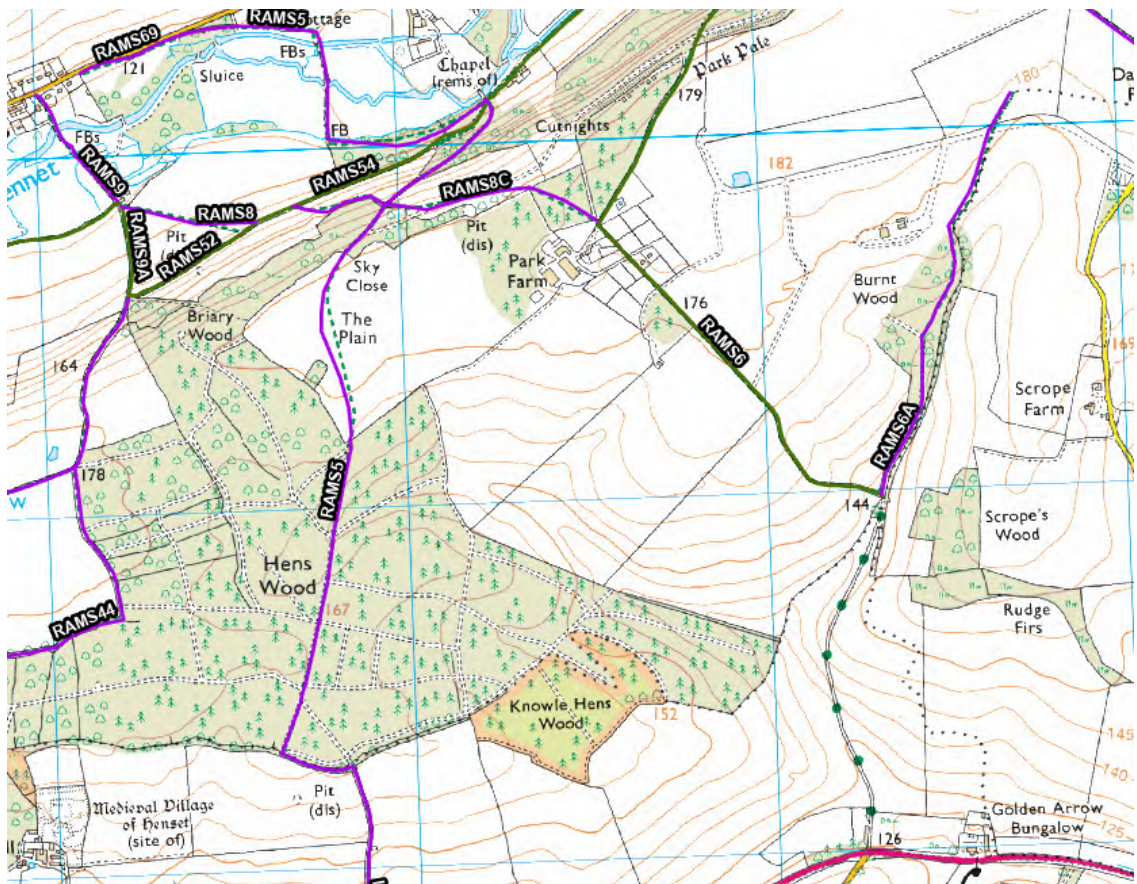 RAMS5
RAMS69
ottage
121
FBs
Sluice
Chapel
(rems of)
Park Pale
179
180
Da
F
FBs
FB
Cutnights
ennet
RAMS9
RAMS54
RAMS8C
182
RAMS8
RAMS9A
Pit
RAMS52
Pit
(dis)
Park
Farm
Sky
Close
Burnt
Wood
176
RAMS6
The
Plain
Briary
Wood
164
169
Scrope
Farm
RAMS6A
178
RAMS5
w
144
Scrope's
Wood
Hens
Wood
167
RAMS44
Rudge
Firs
Knowle Hens
Wood
152
145
140
Pit
(dis)
Medieval Village
of Henset
(site of)
Golden Arrow
Bungalow
125
126